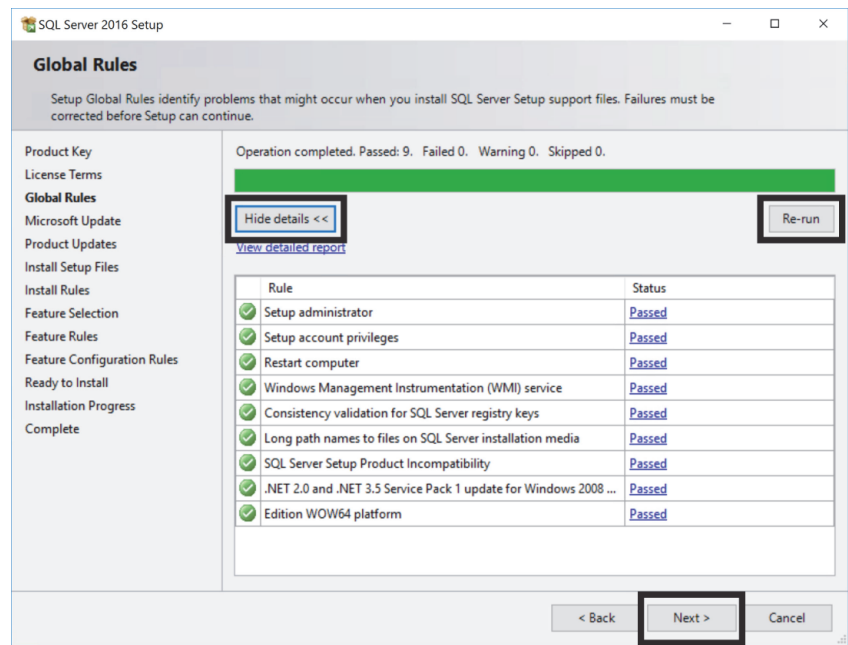 SQL Server 2016 Setup
Global Rules
Setup Global Rules identify problems that might occur when you install SQL Server Setup support files. Failures must be
corrected before Setup can continue.
Product Key
License Terms
Global Rules
Microsoft Update
Product Updates
Install Setup Files
Install Rules
Feature Selection
Feature Rules
Feature Configuration Rules
Ready to Install
Installation Progress
Complete
Operation completed. Passed: 9. Failed 0. Warning 0. Skipped 0.
Hide details << Re-run
View detailed report
Rule Status
Setup administrator Passed
Setup account privileges Passed
Restart computer Passed
Windows Management Instrumentation (WMI) service Passed
Consistency validation for SQL Server registry keys Passed
Long path names to files on SQL Server installation media Passed
SQL Server Setup Product Incompatibility Passed
.NET 2.0 and .NET 3.5 Service Pack 1 update for Windows 2008 ... Passed
Edition WOW64 platform Passed
< Back Next > Cancel